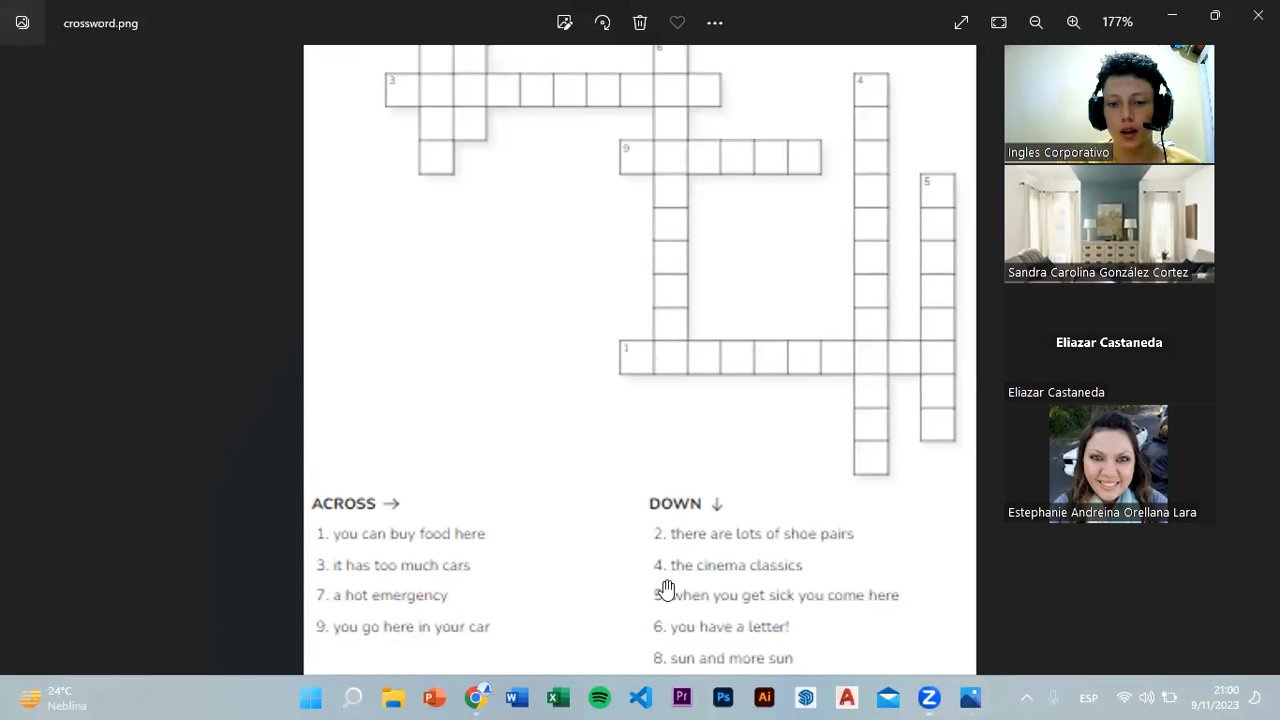 crossword.png
177%
6
3
4
9
5
1
ACROSS →
DOWN ↓
1. you can buy food here
2. there are lots of shoe pairs
3. it has too much cars
4. the cinema classics
7. a hot emergency
5. when you get sick you come here
9. you go here in your car
6. you have a letter!
8. sun and more sun
Ingles Corporativo
Sandra Carolina González Cortez
Eliazar Castaneda
Eliazar Castaneda
Estephanie Andreina Orellana Lara
24°C
Neblina
P
W
X
Pr
Ps
Ai
A
Z
ESP
21:00
9/11/2023